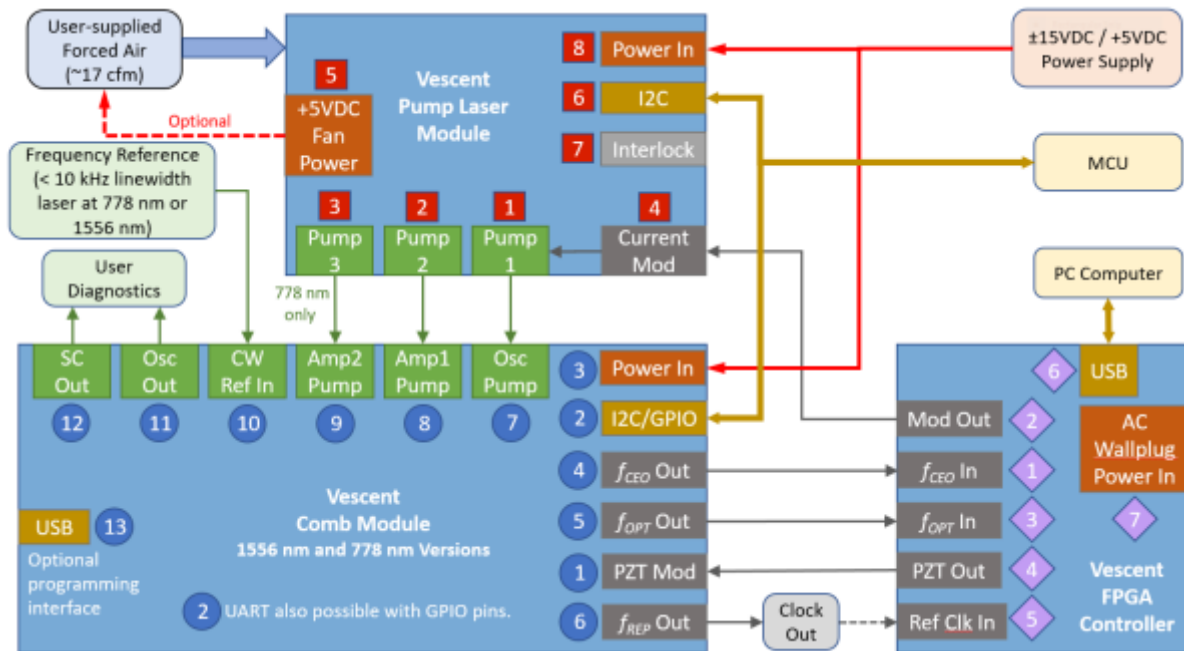 User-supplied
Forced Air
(~17 cfm)
Optional
Frequency Reference
(< 10 kHz linewidth
laser at 778 nm or
1556 nm)
User
Diagnostics
Vescent
Pump Laser
Module
5
+5VDC
Fan
Power
8
Power In
6
I2C
7
Interlock
3
Pump
3
2
Pump
2
1
Pump
1
4
Current
Mod
778 nm
only
±15VDC / +5VDC
Power Supply
MCU
PC Computer
SC
Out
12
Osc
Out
11
CW
Ref In
10
Amp2
Pump
9
Amp1
Pump
8
Osc
Pump
7
3
Power In
2
I2C/GPIO
4
fCEO Out
5
fOPT Out
1
PZT Mod
6
fREP Out
Vescent
Comb Module
1556 nm and 778 nm Versions
USB
13
Optional
programming
interface
2
UART also possible with GPIO pins.
Clock
Out
6
USB
Mod Out
2
fCEO In
1
fOPT In
3
PZT Out
4
Ref Clk In
5
AC
Wallplug
Power In
7
Vescent
FPGA
Controller